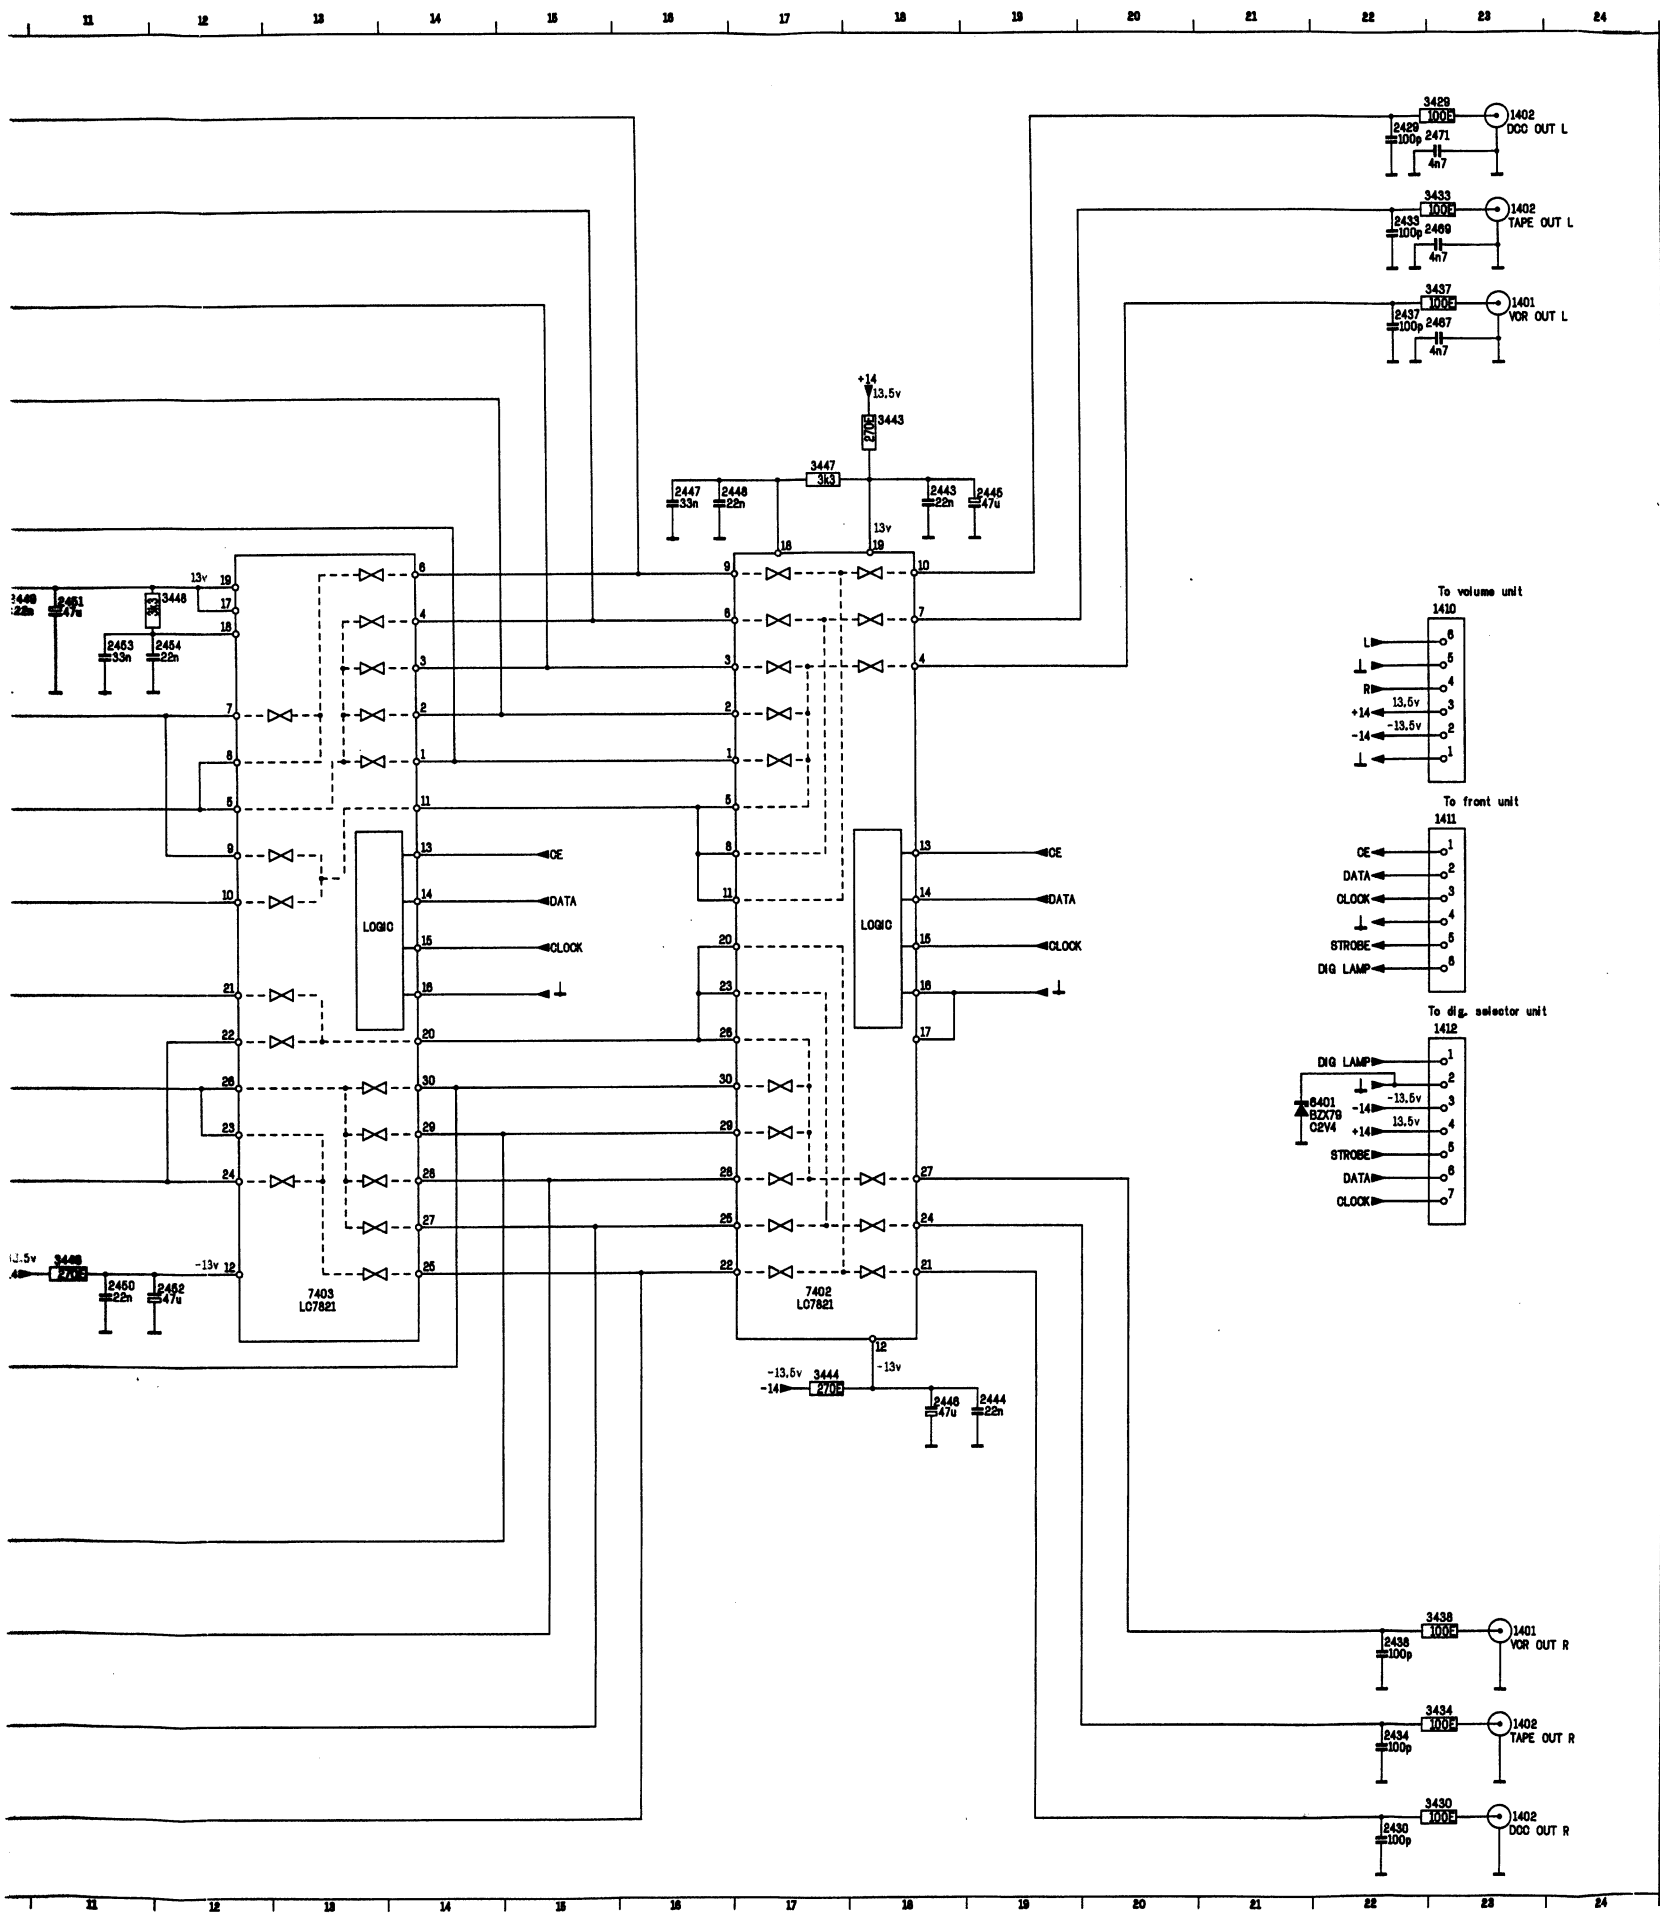 11 12 13 14 15 16 17 18 19 20 21 22 23 24
3429
100E
1402
DCC OUT L
2429
100p
2471
4n7
3433
100E
1402
TAPE OUT L
2433
100p
2469
4n7
3437
100E
1401
VCR OUT L
2437
100p
2467
4n7
+14
13.5v
270E
3443
3447
3k3
2447
33n
2448
22n
2443
22n
2445
47u
13v
18
19
13v
19
17
18
2449
22n
2451
47u
3k3
3448
2453
33n
2454
22n
7
8
5
9
10
21
22
26
23
24
12
6
4
3
2
1
11
13
14
15
16
20
30
29
28
27
25
LOGIC
CE
DATA
CLOCK
7403
LC7821
13.5v
270E
-13v
2450
22n
2452
47u
9
6
3
2
1
5
8
11
20
23
26
30
29
28
25
22
10
7
4
13
14
15
16
17
27
24
21
LOGIC
CE
DATA
CLOCK
7402
LC7821
12
-13v
-13.5v
-14
3444
270E
2446
47u
2444
22n
To volume unit
1410
L 6
5
R 4
+14 13.5v 3
-14 -13.5v 2
1
To front unit
1411
CE 1
DATA 2
CLOCK 3
4
STROBE 5
DIG LAMP 6
To dig. selector unit
1412
DIG LAMP 1
2
-14 -13.5v 3
+14 13.5v 4
STROBE 5
DATA 6
CLOCK 7
6401
BZX79
C2V4
3438
100E
1401
VCR OUT R
2438
100p
3434
100E
1402
TAPE OUT R
2434
100p
3430
100E
1402
DCC OUT R
2430
100p
11 12 13 14 15 16 17 18 19 20 21 22 23 24